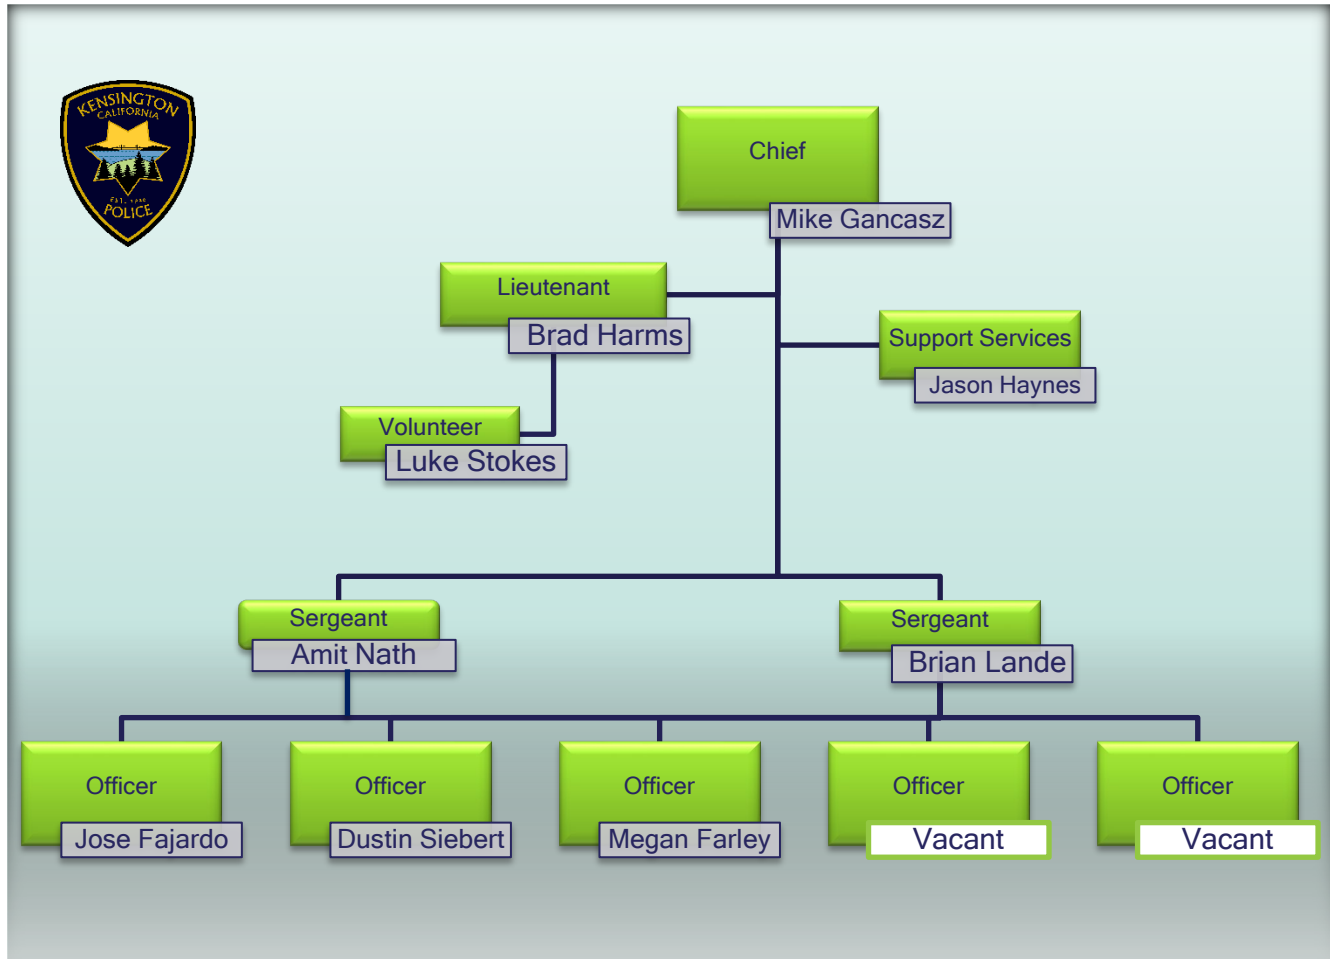 KENSINGTON
CALIFORNIA
POLICE
Chief
Mike Gancasz
Lieutenant
Brad Harms
Support Services
Jason Haynes
Volunteer
Luke Stokes
Sergeant
Amit Nath
Sergeant
Brian Lande
Officer
Jose Fajardo
Officer
Dustin Siebert
Officer
Megan Farley
Officer
Vacant
Officer
Vacant